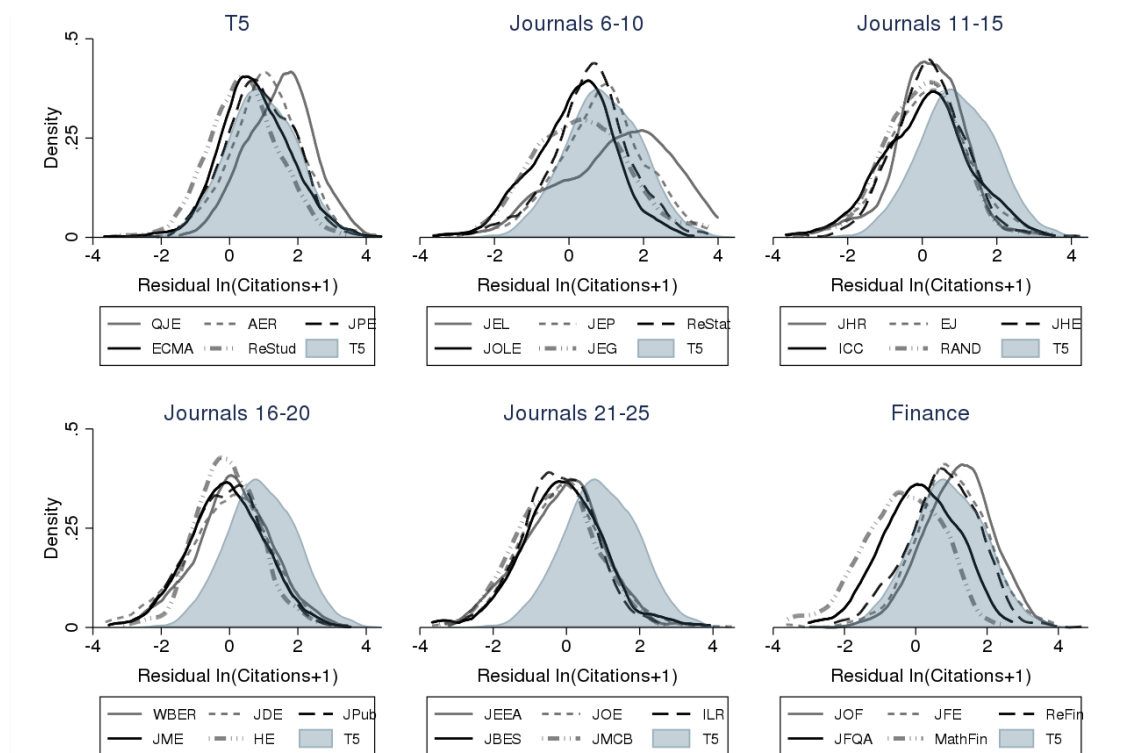 T5 Journals 6-10 Journals 11-15
.5
.25
0
Density
-4 -2 0 2 4 -4 -2 0 2 4 -4 -2 0 2 4
Residual ln(Citations+1) Residual ln(Citations+1) Residual ln(Citations+1)
QJE AER JPE JEL JEP ReStat JHR EJ JHE
ECMA ReStud T5 JOLE JEG T5 ICC RAND T5
Journals 16-20 Journals 21-25 Finance
.5
.25
0
Density
-4 -2 0 2 4 -4 -2 0 2 4 -4 -2 0 2 4
Residual ln(Citations+1) Residual ln(Citations+1) Residual ln(Citations+1)
WBER JDE JPub JEEA JOE ILR JOF JFE ReFin
JME HE T5 JBES JMCB T5 JFQA MathFin T5